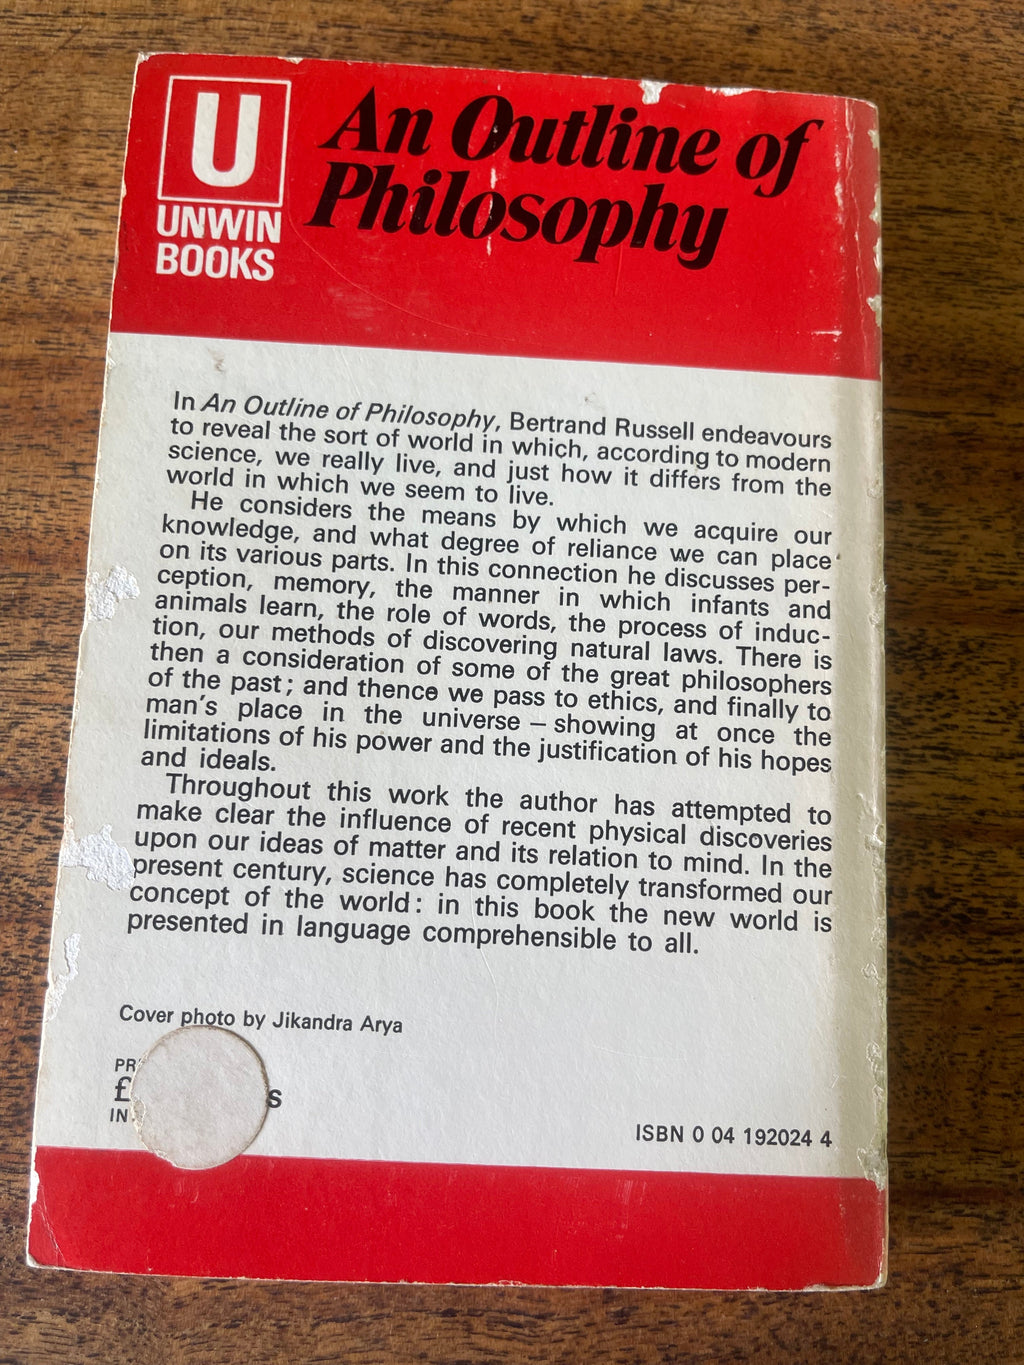 U
UNWIN
BOOKS
An Outline of
Philosophy
In An Outline of Philosophy, Bertrand Russell endeavours
to reveal the sort of world in which, according to modern
science, we really live, and just how it differs from the
world in which we seem to live.
He considers the means by which we acquire our
knowledge, and what degree of reliance we can place
on its various parts. In this connection he discusses per-
ception, memory, the manner in which infants and
animals learn, the role of words, the process of induc-
tion, our methods of discovering natural laws. There is
then a consideration of some of the great philosophers
of the past; and thence we pass to ethics, and finally to
man's place in the universe – showing at once the
limitations of his power and the justification of his hopes
and ideals.
Throughout this work the author has attempted to
make clear the influence of recent physical discoveries
upon our ideas of matter and its relation to mind. In the
present century, science has completely transformed our
concept of the world: in this book the new world is
presented in language comprehensible to all.
Cover photo by Jikandra Arya
£
IN
ISBN 0 04 192024 4